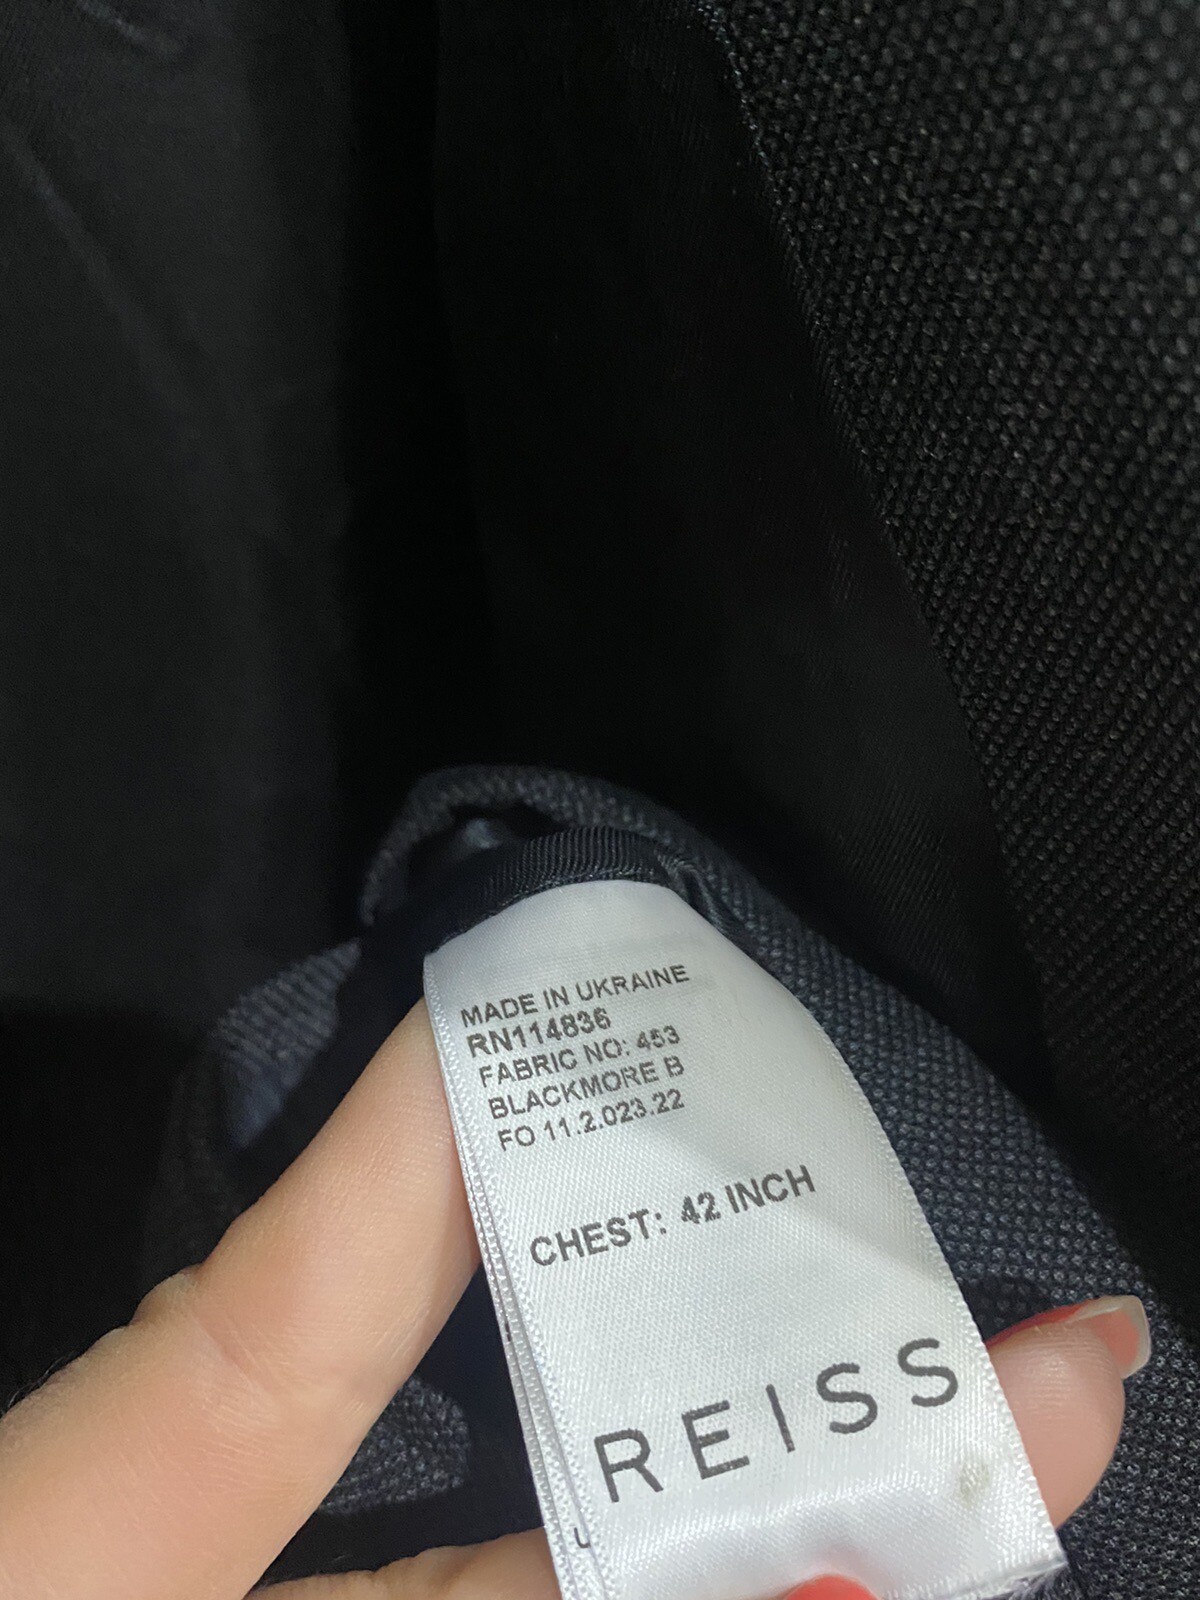 MADE IN UKRAINE
RN114836
FABRIC NO: 453
BLACKMORE B
FO 11.2.023.22
CHEST: 42 INCH
REISS